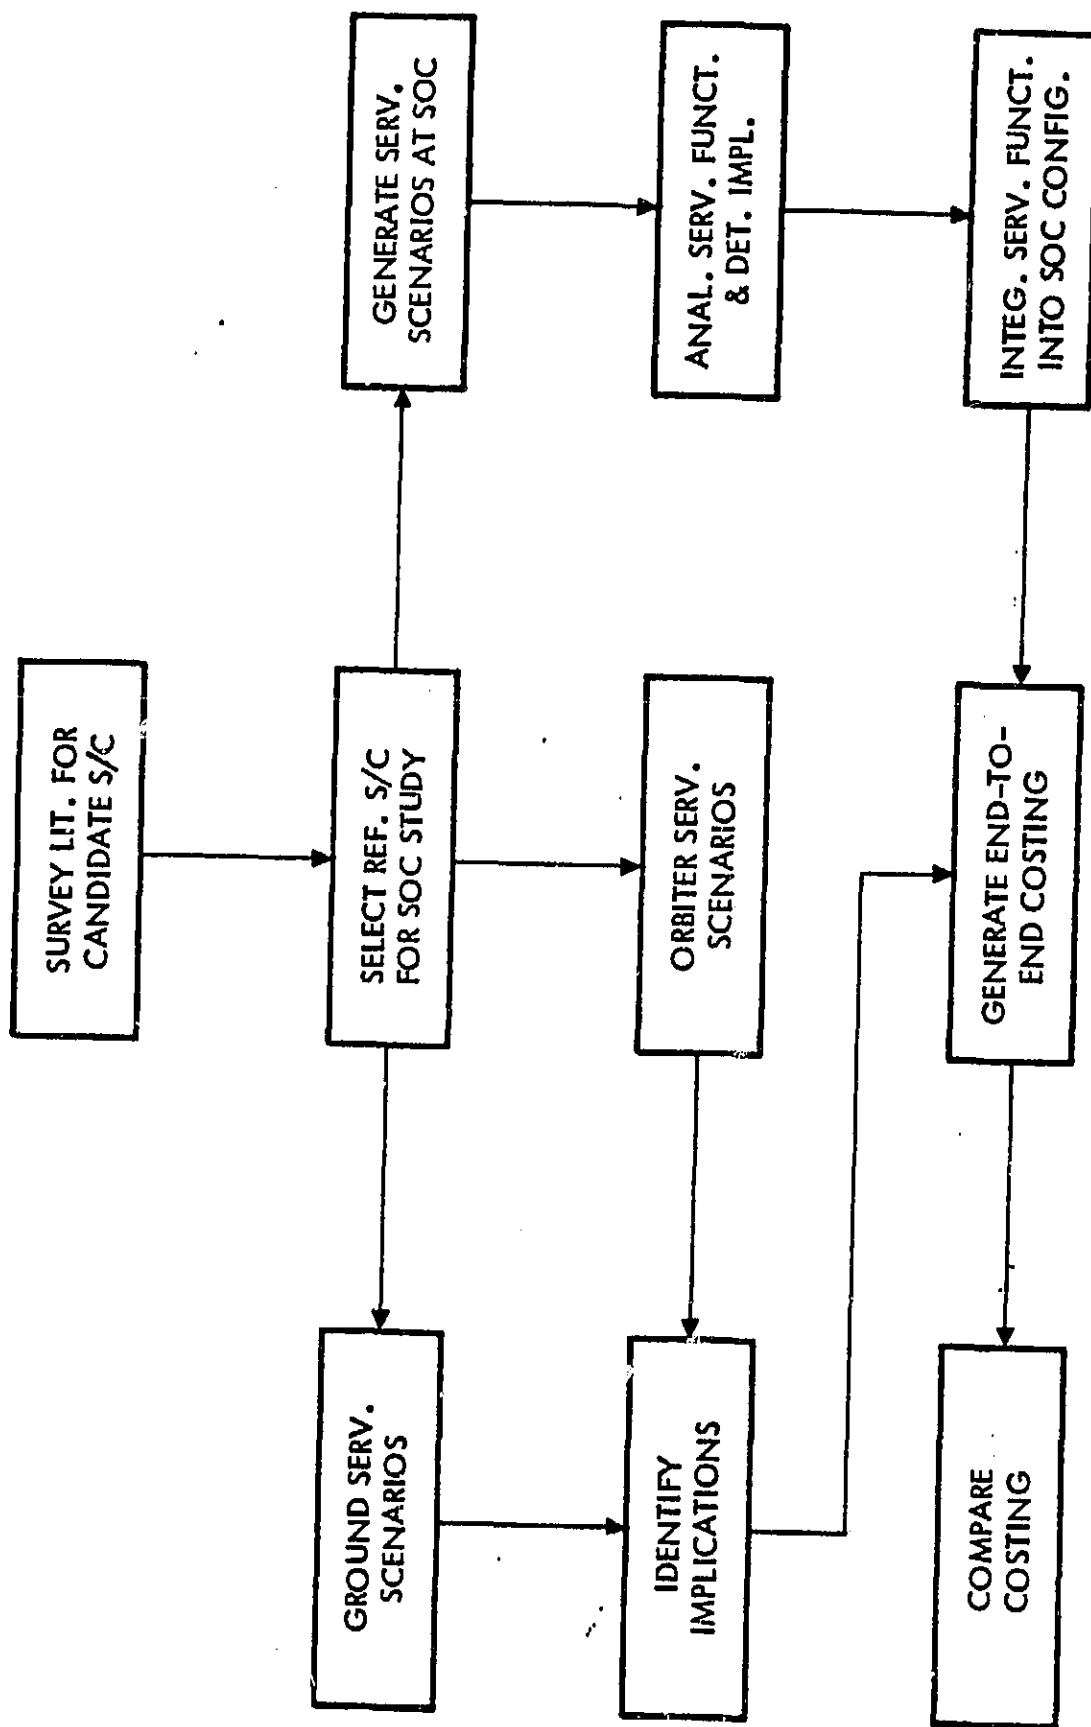 SURVEY LIT. FOR
CANDIDATE S/C
GROUND SERV.
SCENARIOS
SELECT REF. S/C
FOR SOC STUDY
GENERATE SERV.
SCENARIOS AT SOC
IDENTIFY
IMPLICATIONS
ORBITER SERV.
SCENARIOS
ANAL. SERV. FUNCT.
& DET. IMPL.
COMPARE
COSTING
GENERATE END-TO-
END COSTING
INTEG. SERV. FUNCT.
INTO SOC CONFIG.